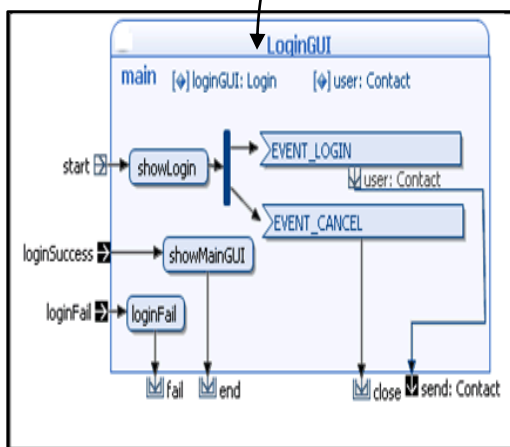 LoginGUI
main
loginGUI: Login
user: Contact
start
showLogin
EVENT_LOGIN
user: Contact
EVENT_CANCEL
loginSuccess
showMainGUI
loginFail
loginFail
fail
end
close
send: Contact